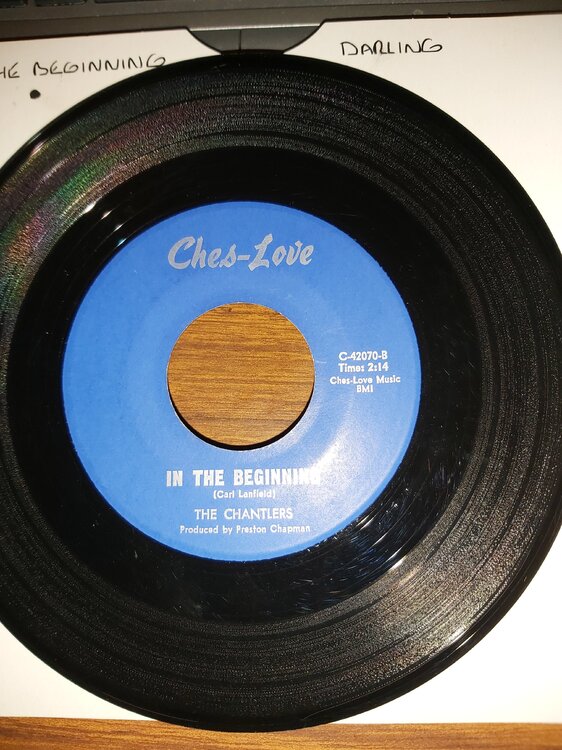 HE BEGINNING
DARLING
Ches-Love
C-42070-B
Time: 2:14
Ches-Love Music
BMI
IN THE BEGINNING
(Carl Lanfield)
THE CHANTLERS
Produced by Preston Chapman